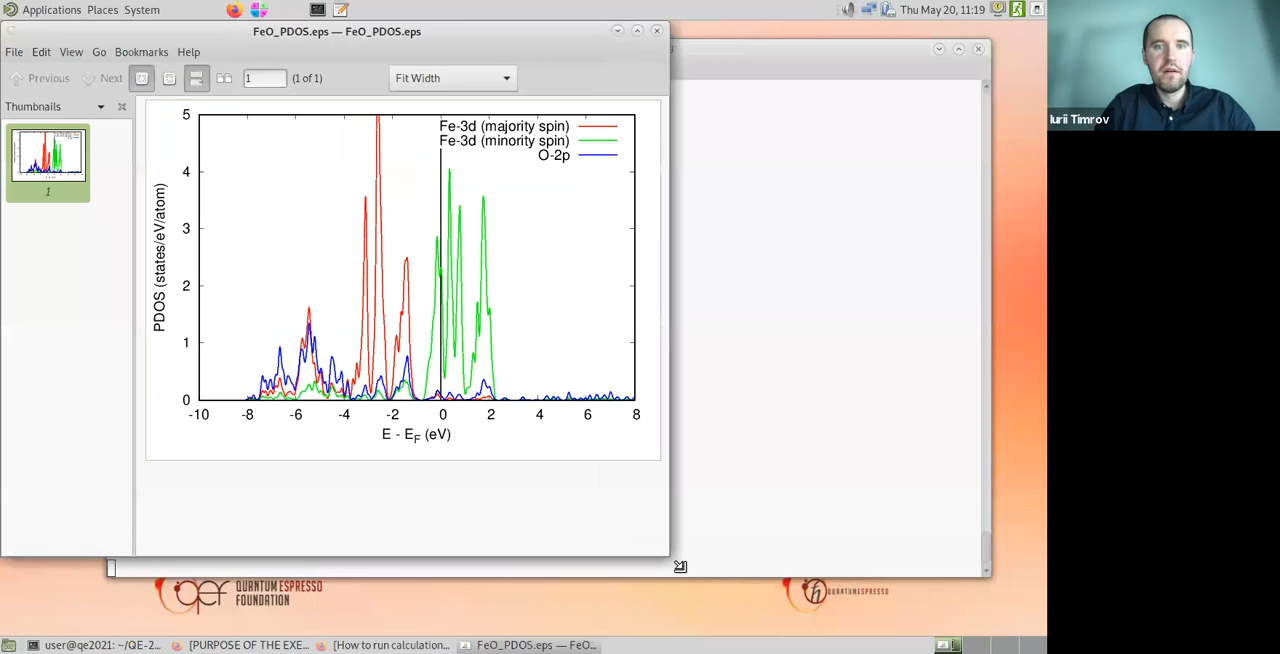 Applications Places System
Thu May 20, 11:19
FeO_PDOS.eps — FeO_PDOS.eps
File Edit View Go Bookmarks Help
Previous Next 1 (1 of 1) Fit Width
Thumbnails
1
5
4
3
2
1
0
PDOS (states/eV/atom)
Fe-3d (majority spin)
Fe-3d (minority spin)
O-2p
-10 -8 -6 -4 -2 0 2 4 6 8
E - EF (eV)
Iurii Timrov
QUANTUM ESPRESSO
FOUNDATION
QUANTUMESPRESSO
user@qe2021: ~/QE-2... [PURPOSE OF THE EXE... [How to run calculation... FeO_PDOS.eps — FeO...